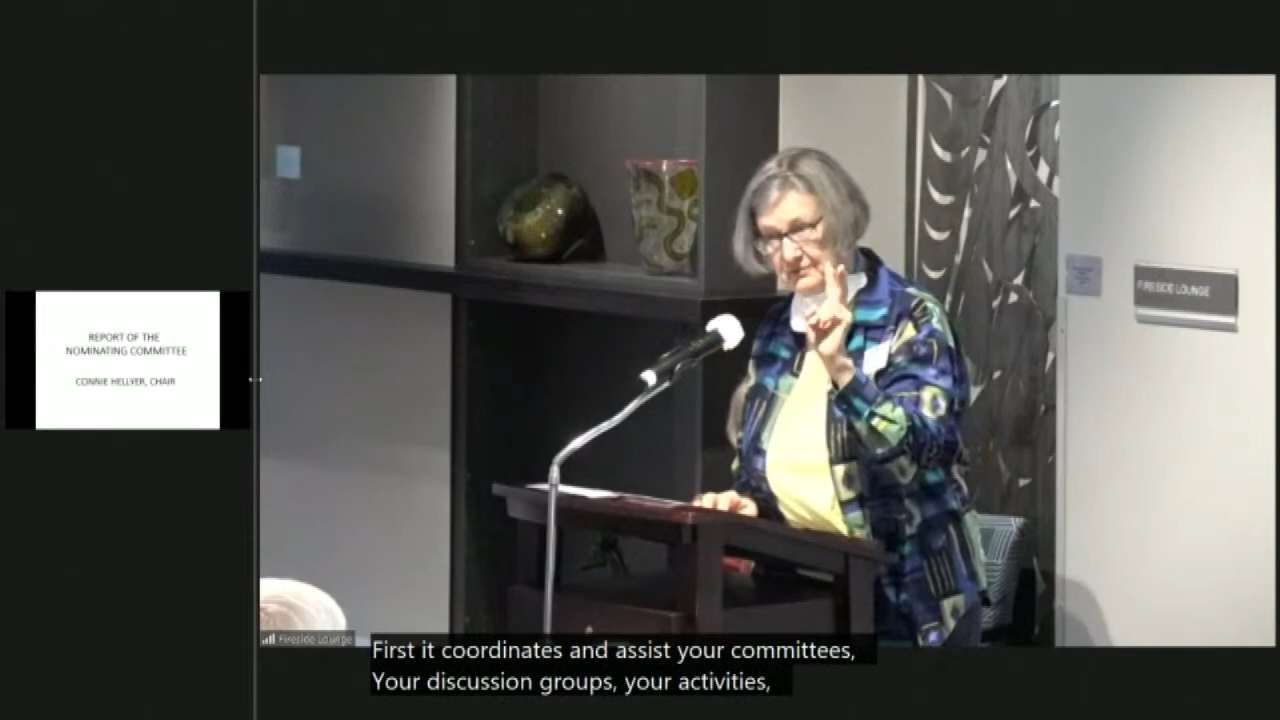 REPORT OF THE
NOMINATING COMMITTEE
CONNIE HELLYER, CHAIR
FIRESIDE LOUNGE
Fireside Lounge
First it coordinates and assist your committees,
Your discussion groups, your activities,